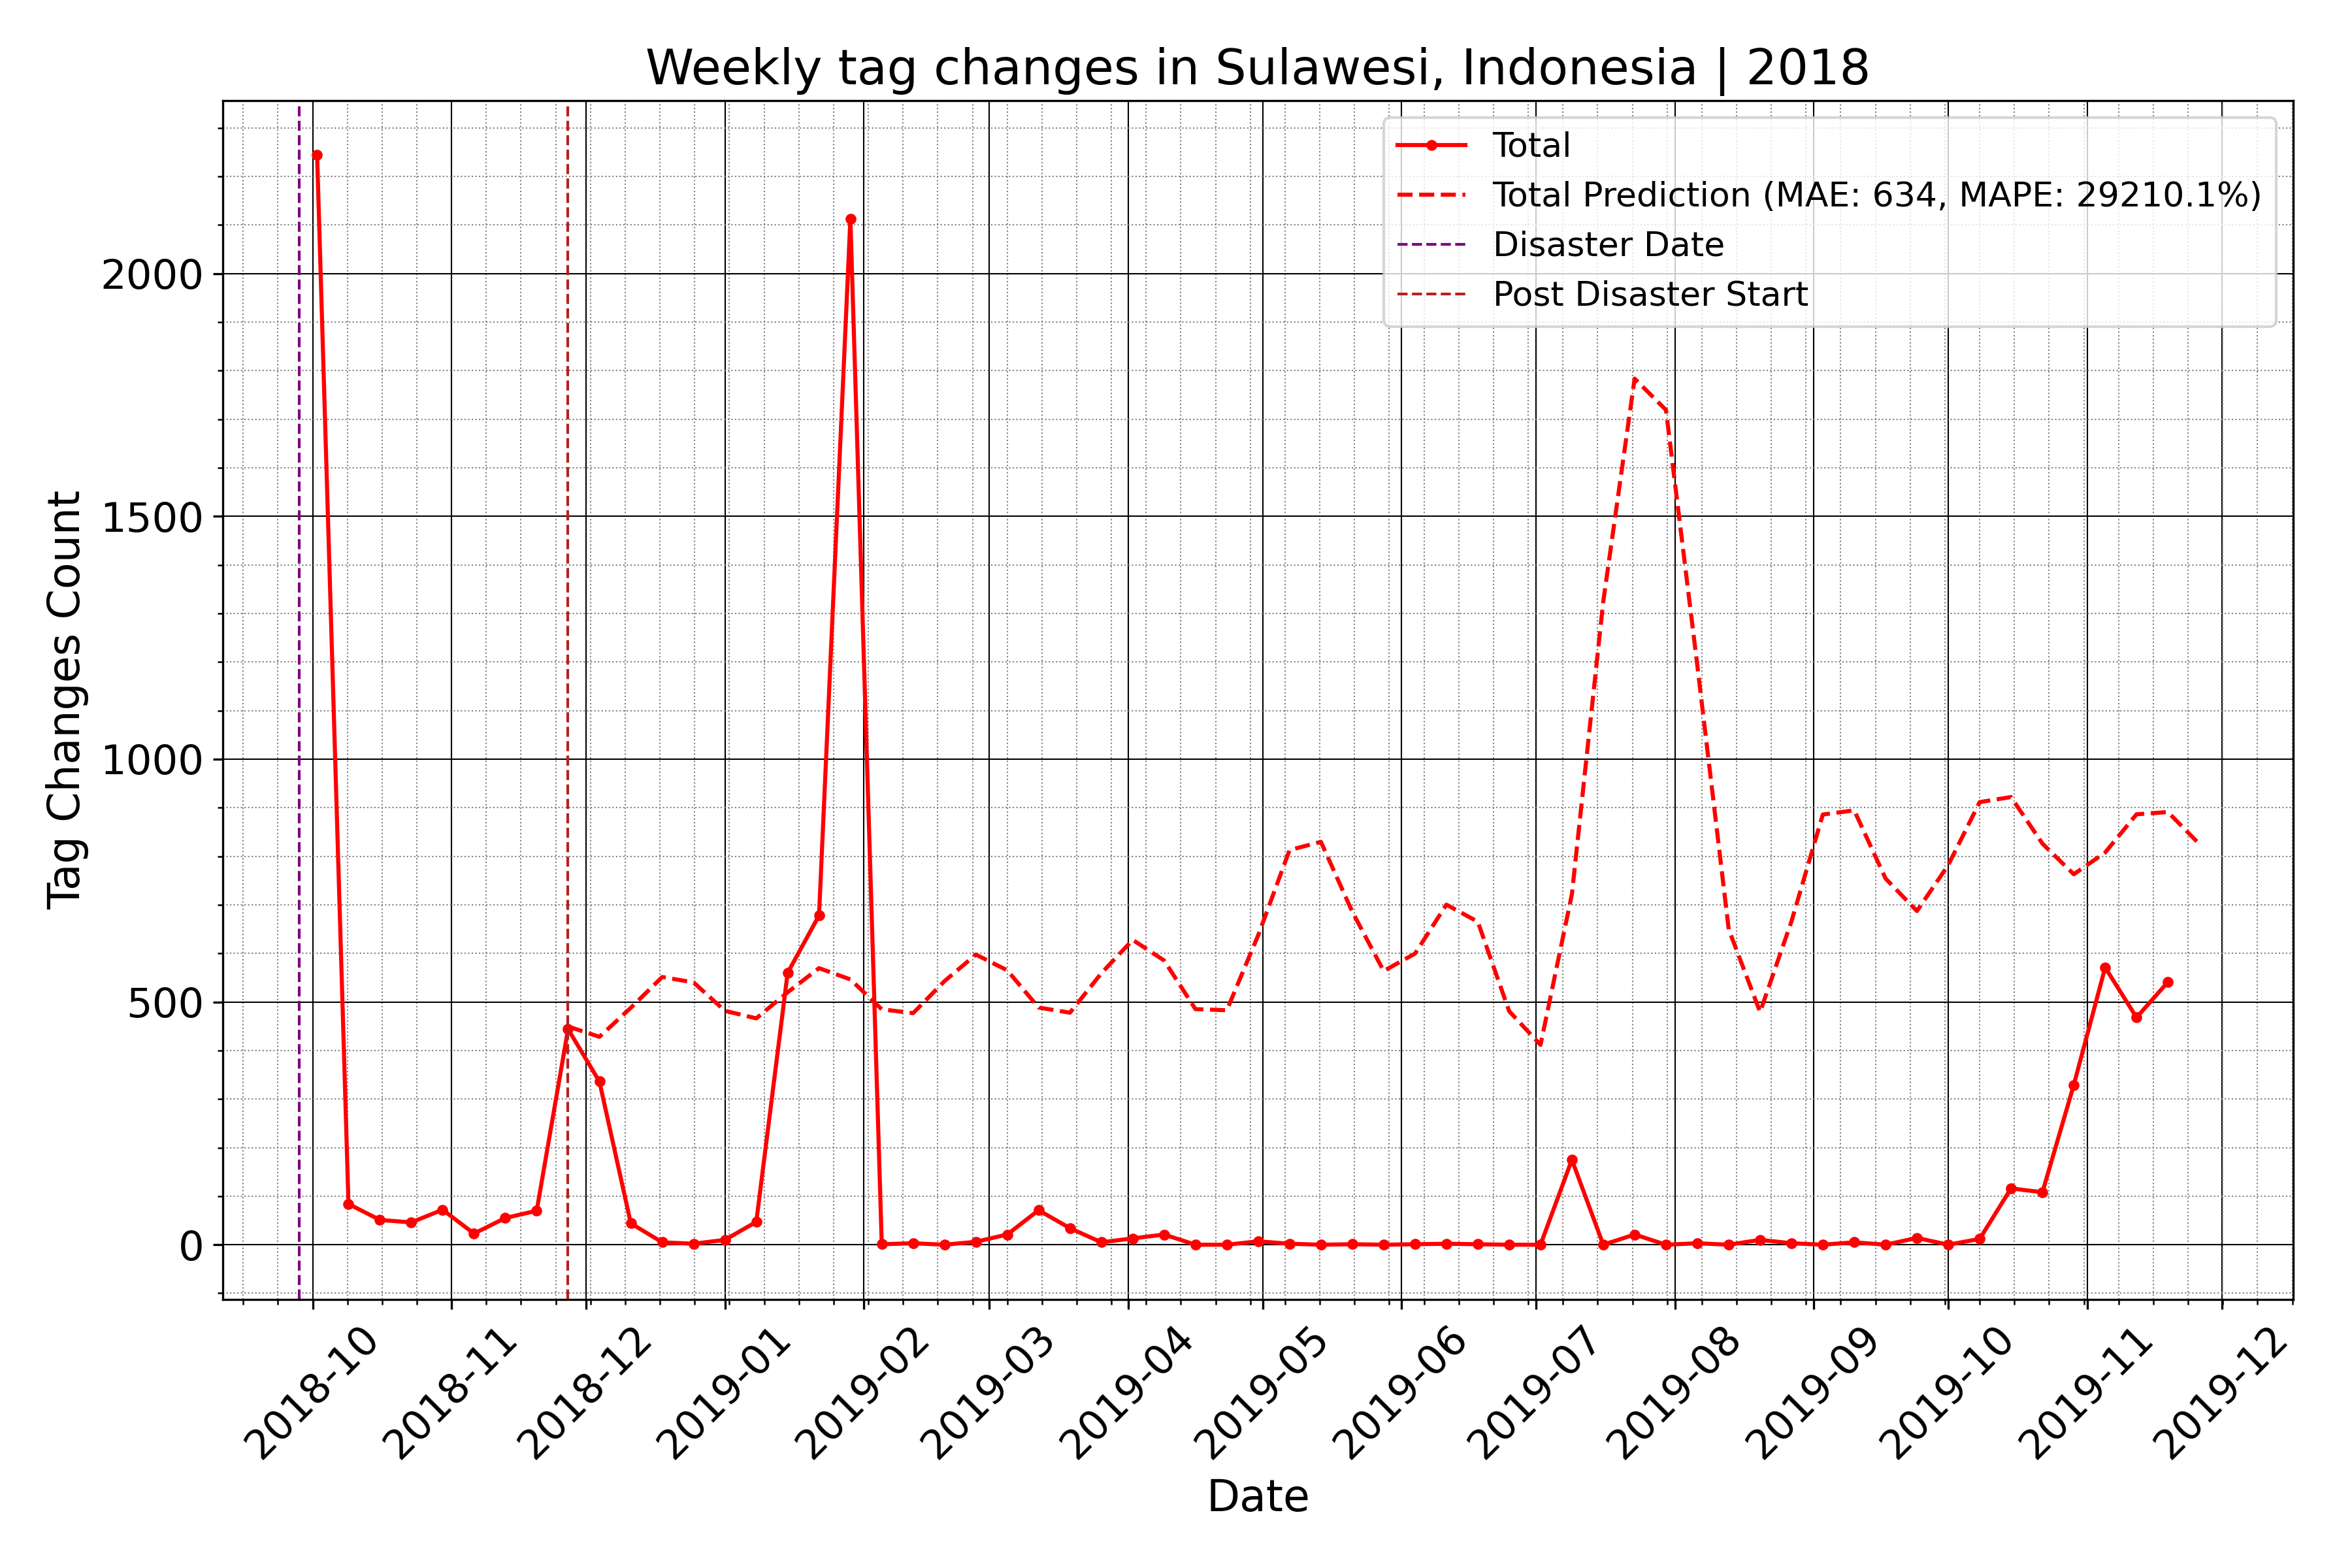 Weekly tag changes in Sulawesi, Indonesia | 2018
Total
Total Prediction (MAE: 634, MAPE: 29210.1%)
Disaster Date
Post Disaster Start
Tag Changes Count
2000
1500
1000
500
0
2018-10
2018-11
2018-12
2019-01
2019-02
2019-03
2019-04
2019-05
2019-06
2019-07
2019-08
2019-09
2019-10
2019-11
2019-12
Date